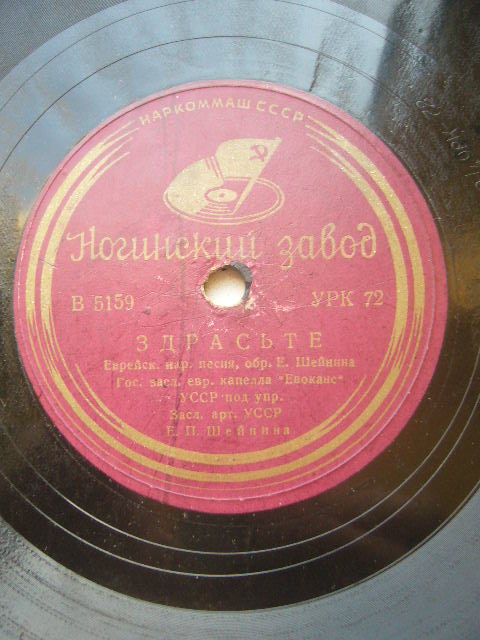 НАРКОММАШ СССР
Ногинский завод
В 5159 УРК 72
ЗДРАСЬТЕ
Еврейск. нар. песня, обр. Е. Шейнина
Гос. засл. евр. капелла "Евоканс"
УССР под упр.
Засл. арт. УССР
Е. П. Шейнина